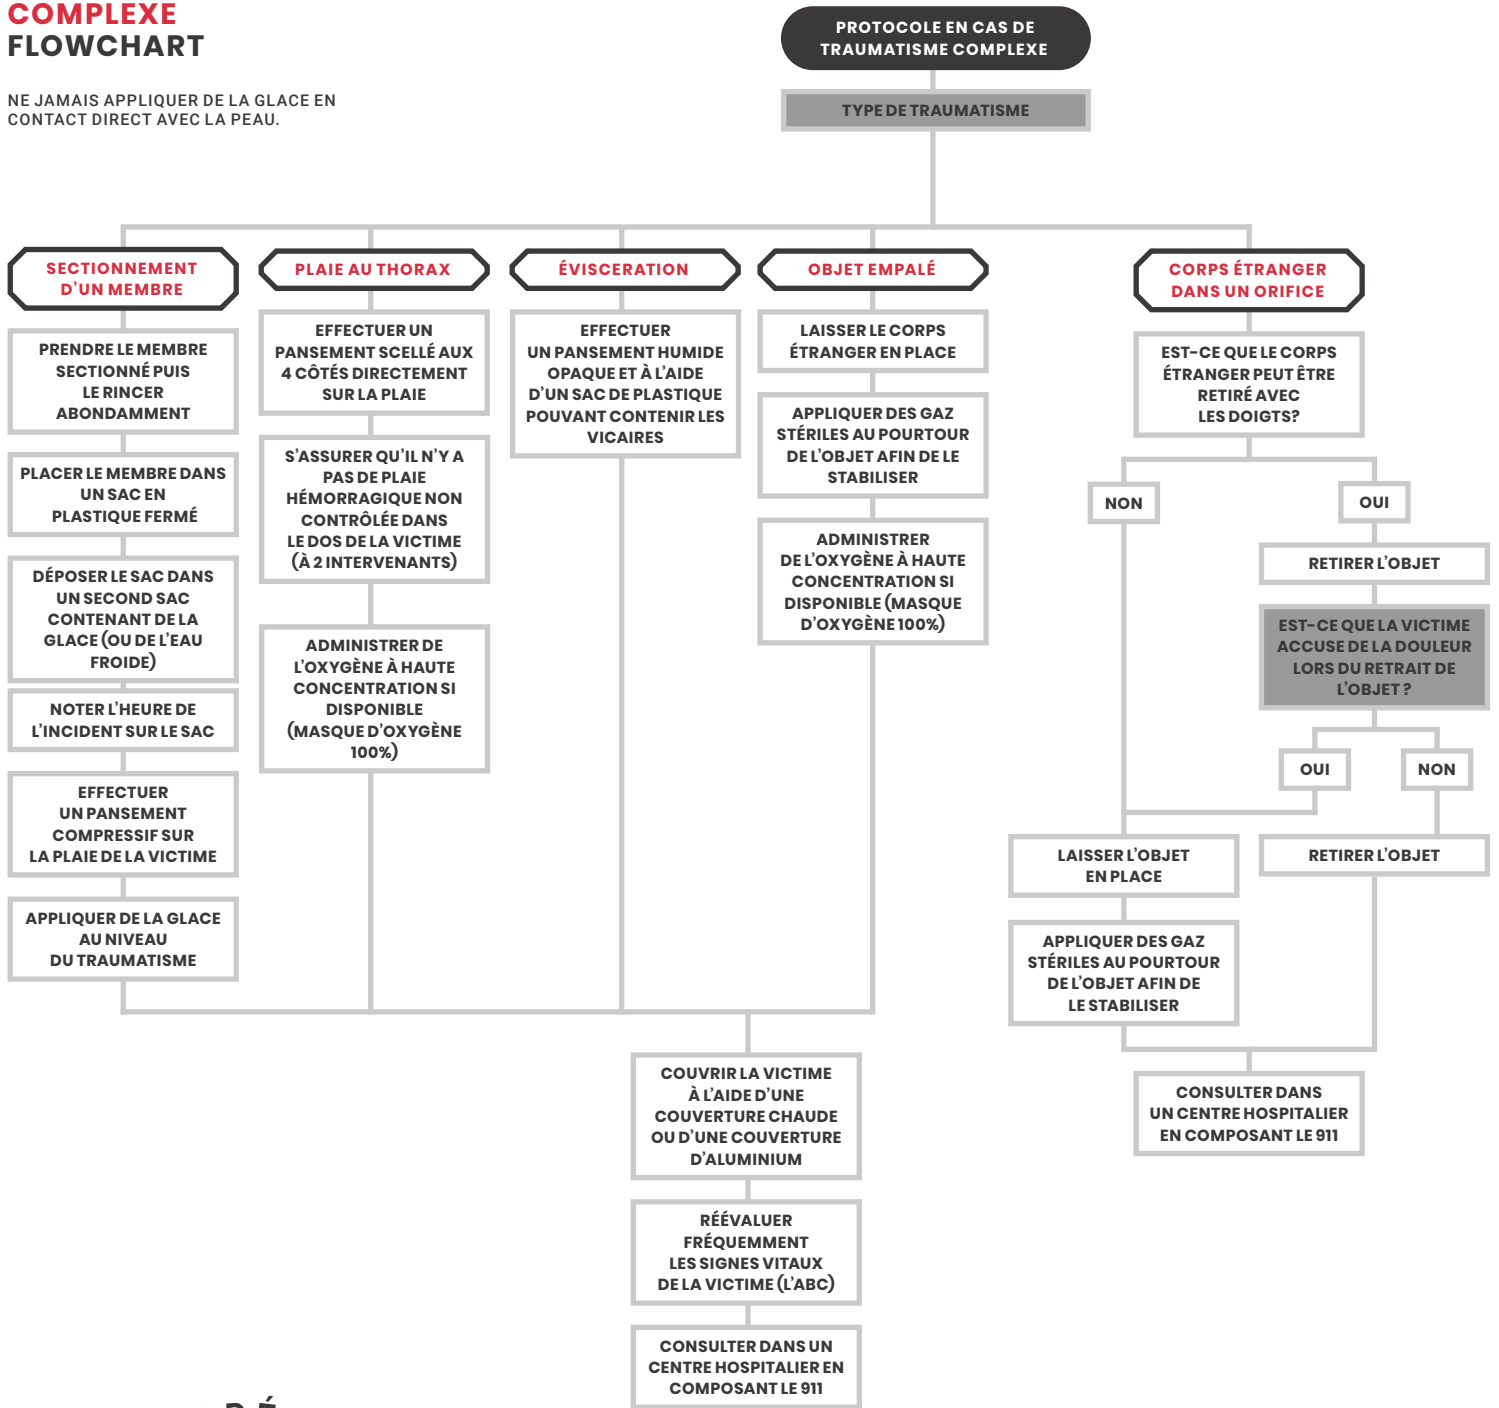 COMPLEXE
FLOWCHART
NE JAMAIS APPLIQUER DE LA GLACE EN
CONTACT DIRECT AVEC LA PEAU.
PROTOCOLE EN CAS DE
TRAUMATISME COMPLEXE
TYPE DE TRAUMATISME
SECTIONNEMENT
D'UN MEMBRE
PRENDRE LE MEMBRE
SECTIONNÉ PUIS
LE RINCER
ABONDAMMENT
PLACER LE MEMBRE DANS
UN SAC EN
PLASTIQUE FERMÉ
DÉPOSER LE SAC DANS
UN SECOND SAC
CONTENANT DE LA
GLACE (OU DE L'EAU
FROIDE)
NOTER L'HEURE DE
L'INCIDENT SUR LE SAC
EFFECTUER
UN PANSEMENT
COMPRESSIF SUR
LA PLAIE DE LA VICTIME
APPLIQUER DE LA GLACE
AU NIVEAU
DU TRAUMATISME
PLAIE AU THORAX
EFFECTUER UN
PANSEMENT SCELLÉ AUX
4 CÔTÉS DIRECTEMENT
SUR LA PLAIE
S'ASSURER QU'IL N'Y A
PAS DE PLAIE
HÉMORRAGIQUE NON
CONTRÔLÉE DANS
LE DOS DE LA VICTIME
(À 2 INTERVENANTS)
ADMINISTRER DE
L'OXYGÈNE À HAUTE
CONCENTRATION SI
DISPONIBLE
(MASQUE D'OXYGÈNE
100%)
ÉVISCERATION
EFFECTUER
UN PANSEMENT HUMIDE
OPAQUE ET À L'AIDE
D'UN SAC DE PLASTIQUE
POUVANT CONTENIR LES
VICAIRES
OBJET EMPALÉ
LAISSER LE CORPS
ÉTRANGER EN PLACE
APPLIQUER DES GAZ
STÉRILES AU POURTOUR
DE L'OBJET AFIN DE LE
STABILISER
ADMINISTRER
DE L'OXYGÈNE À HAUTE
CONCENTRATION SI
DISPONIBLE (MASQUE
D'OXYGÈNE 100%)
CORPS ÉTRANGER
DANS UN ORIFICE
EST-CE QUE LE CORPS
ÉTRANGER PEUT ÊTRE
RETIRÉ AVEC
LES DOIGTS?
NON
OUI
RETIRER L'OBJET
EST-CE QUE LA VICTIME
ACCUSE DE LA DOULEUR
LORS DU RETRAIT DE
L'OBJET ?
OUI
NON
LAISSER L'OBJET
EN PLACE
RETIRER L'OBJET
APPLIQUER DES GAZ
STÉRILES AU POURTOUR
DE L'OBJET AFIN DE
LE STABILISER
CONSULTER DANS
UN CENTRE HOSPITALIER
EN COMPOSANT LE 911
COUVRIR LA VICTIME
À L'AIDE D'UNE
COUVERTURE CHAUDE
OU D'UNE COUVERTURE
D'ALUMINIUM
RÉÉVALUER
FRÉQUEMMENT
LES SIGNES VITAUX
DE LA VICTIME (L'ABC)
CONSULTER DANS UN
CENTRE HOSPITALIER EN
COMPOSANT LE 911